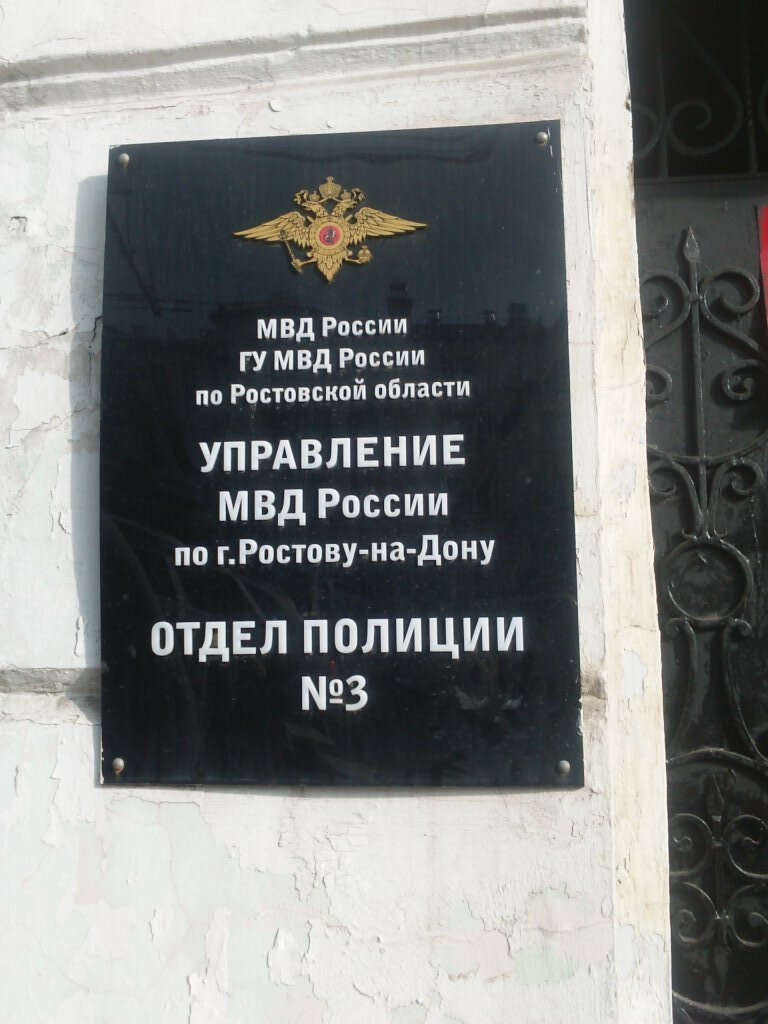 МВД России
ГУ МВД России
по Ростовской области
УПРАВЛЕНИЕ
МВД России
по г.Ростову-на-Дону
ОТДЕЛ ПОЛИЦИИ
№3